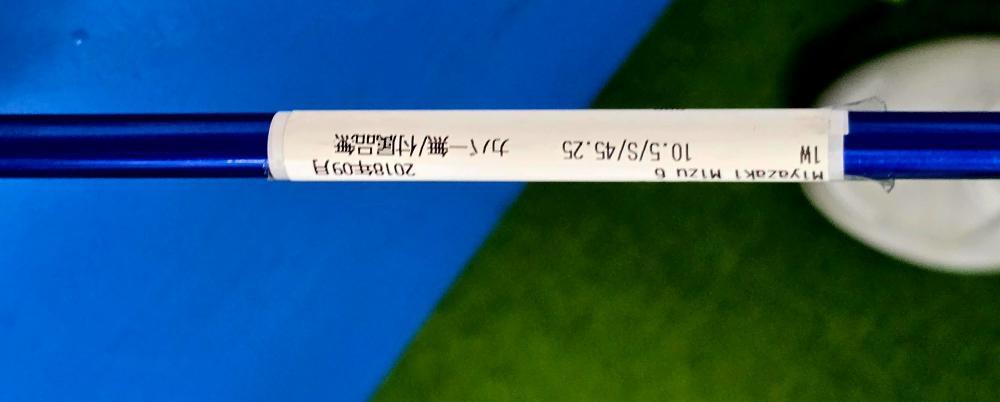 Miyazaki Mizu 6
1W 10.5/S/45.25 カバー無/付属品無
2018年09月